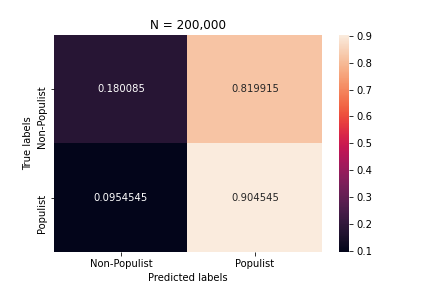 N = 200,000
True labels
Non-Populist
0.180085
0.819915
Populist
0.0954545
0.904545
Non-Populist
Populist
Predicted labels
0.9
0.8
0.7
0.6
0.5
0.4
0.3
0.2
0.1